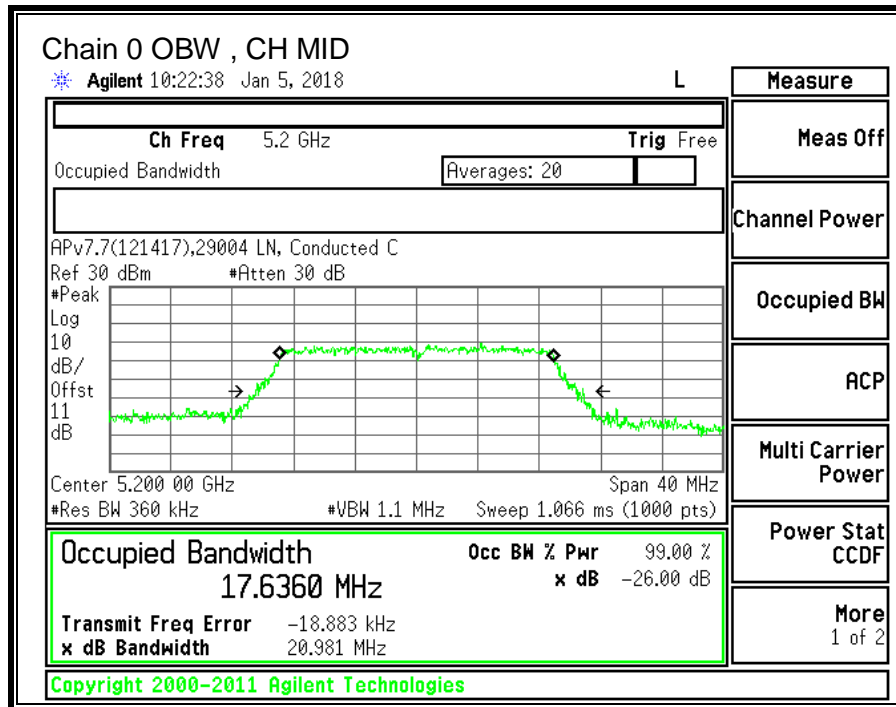 Chain 0 OBW , CH MID
Agilent 10:22:38 Jan 5, 2018 L
Measure
Ch Freq 5.2 GHz Trig Free
Occupied Bandwidth Averages: 20
APv7.7(121417),29004 LN, Conducted C
Ref 30 dBm #Atten 30 dB
#Peak
Log
10
dB/
Offst
11
dB
Center 5.200 00 GHz Span 40 MHz
#Res BW 360 kHz #VBW 1.1 MHz Sweep 1.066 ms (1000 pts)
Occupied Bandwidth Occ BW % Pwr 99.00 %
17.6360 MHz x dB -26.00 dB
Transmit Freq Error -18.883 kHz
x dB Bandwidth 20.981 MHz
Meas Off
Channel Power
Occupied BW
ACP
Multi Carrier
Power
Power Stat
CCDF
More
1 of 2
Copyright 2000-2011 Agilent Technologies